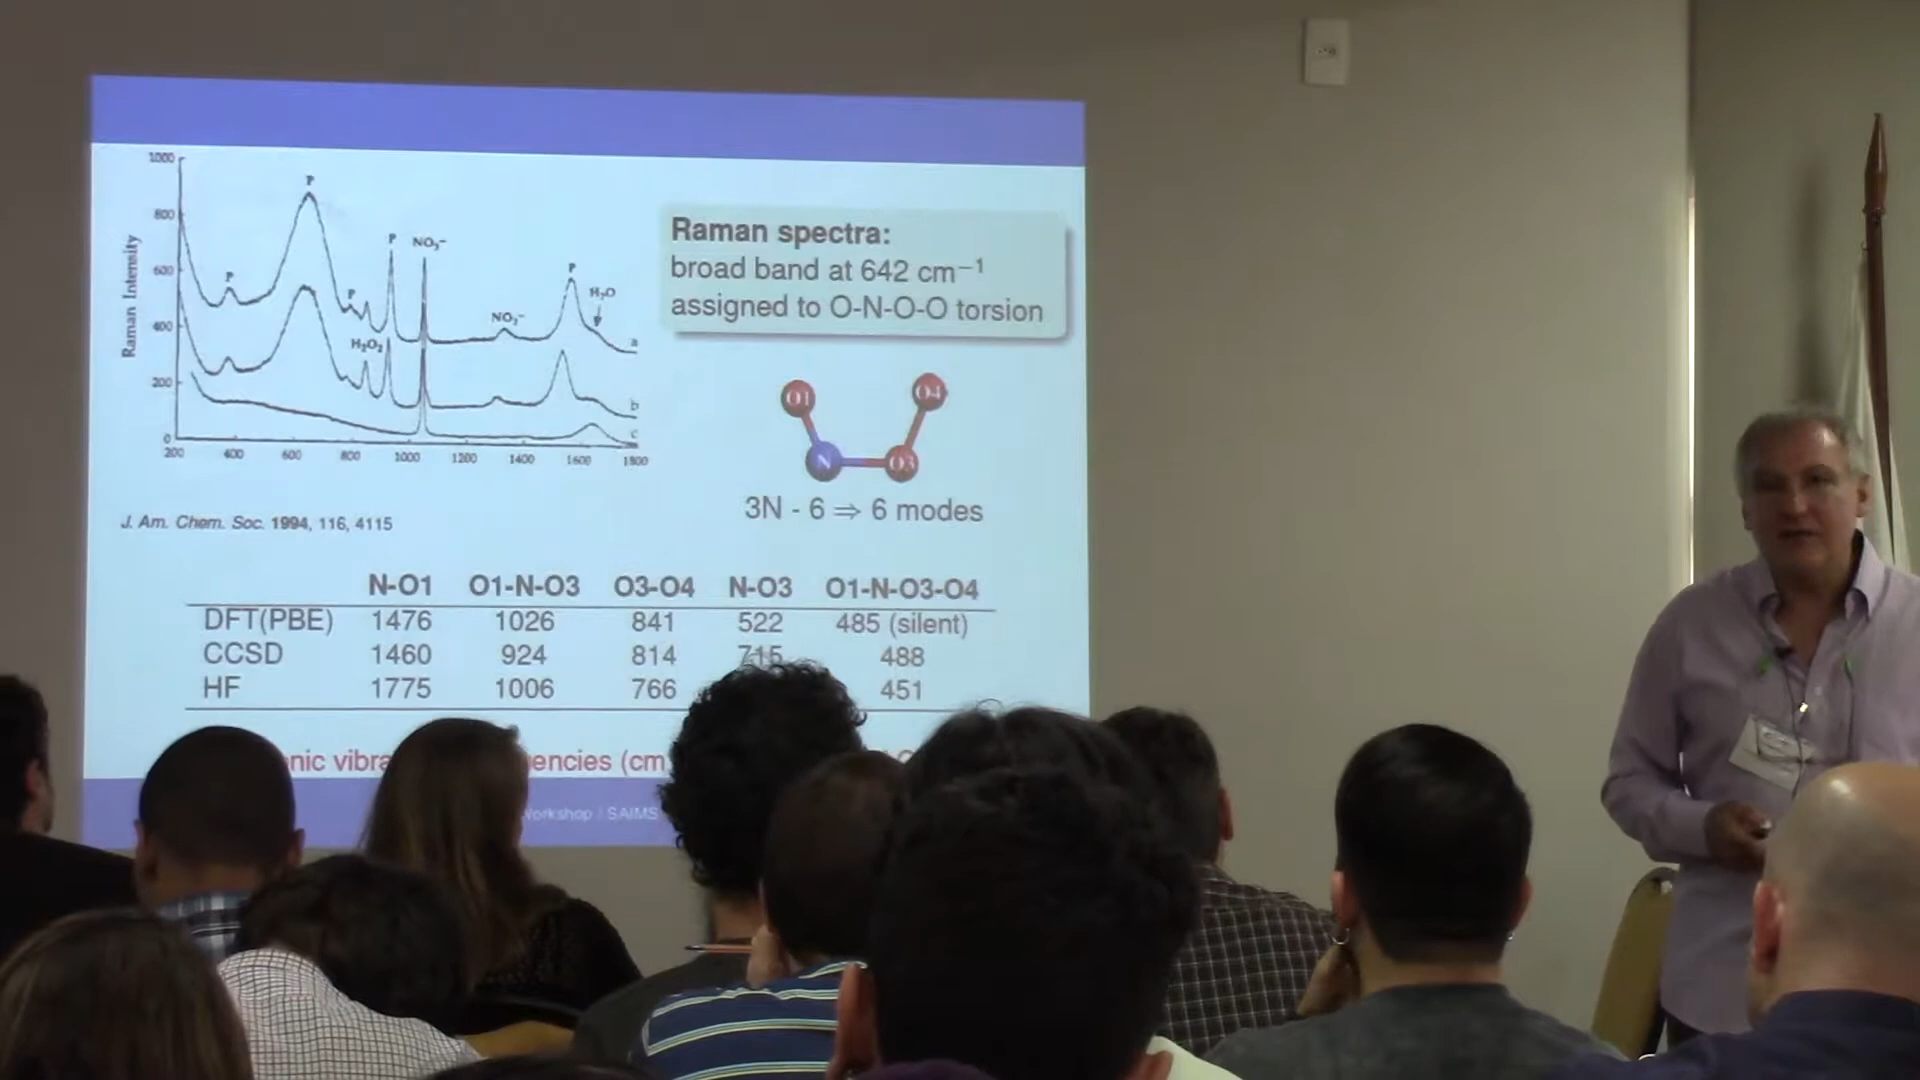 1000
800
600
400
200
0
Raman Intensity
P
P
P
P
NO₃⁻
P
H₂O
NO₃⁻
H₂O₂
a
b
c
200 400 600 800 1000 1200 1400 1600 1800
J. Am. Chem. Soc. 1994, 116, 4115
Raman spectra:
broad band at 642 cm⁻¹
assigned to O-N-O-O torsion
O1 O4
N O3
3N - 6 ⇒ 6 modes
N-O1 O1-N-O3 O3-O4 N-O3 O1-N-O3-O4
DFT(PBE) 1476 1026 841 522 485 (silent)
CCSD 1460 924 814 715 488
HF 1775 1006 766 451
(cm
Workshop / SAIMS